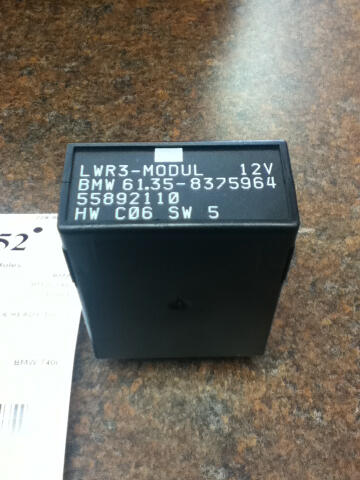 LWR3-MODUL 12V
BMW 61.35-8375964
55892110
HW C06 SW 5
52
BMW 740i